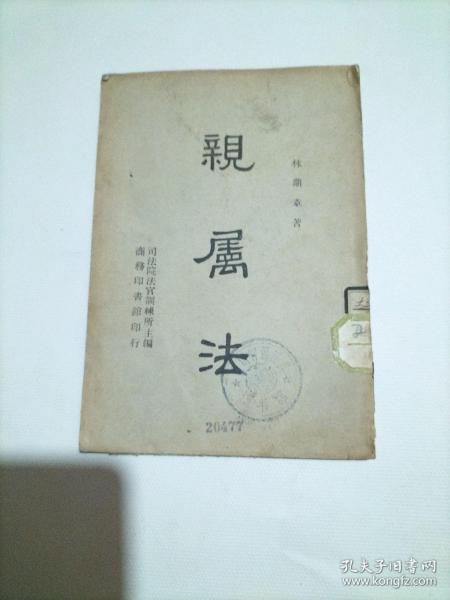 林鼎章著
親屬法
司法院法官訓練所主編
商務印書館印行
20477
孔夫子旧书网
www.kongfz.com